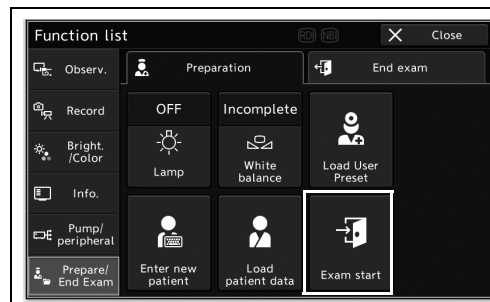 Function list
RDI NBI
Close
Observ.
Record
Bright.
/Color
Info.
Pump/
peripheral
Prepare/
End Exam
Preparation
End exam
OFF
Lamp
Incomplete
White
balance
Load User
Preset
Enter new
patient
Load
patient data
Exam start